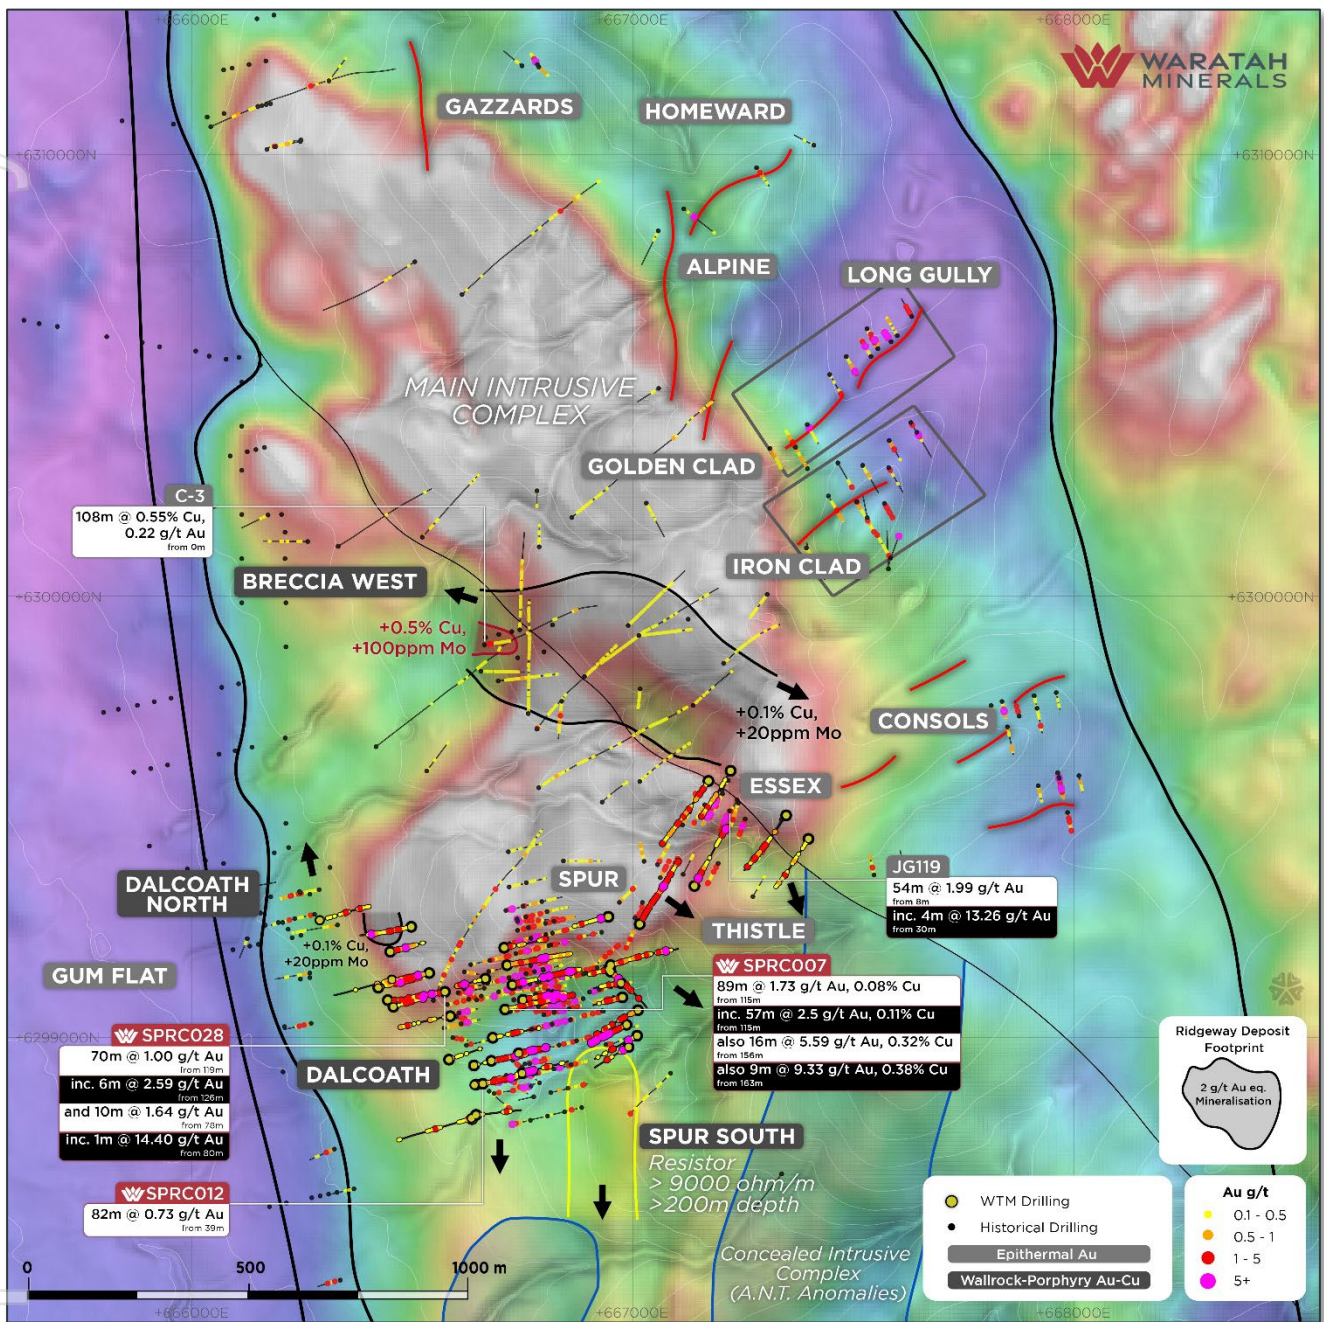 +666000E
+667000E
+668000E
WARATAH
MINERALS
GAZZARDS
HOMEWARD
+6310000N
+6310000N
ALPINE
LONG GULLY
MAIN INTRUSIVE
COMPLEX
GOLDEN CLAD
C-3
108m @ 0.55% Cu,
0.22 g/t Au
from 0m
IRON CLAD
BRECCIA WEST
+6300000N
+6300000N
+0.5% Cu,
+100ppm Mo
+0.1% Cu,
+20ppm Mo
CONSOLS
ESSEX
JG119
54m @ 1.99 g/t Au
from 8m
inc. 4m @ 13.26 g/t Au
from 30m
SPUR
DALCOATH
NORTH
THISTLE
+0.1% Cu,
+20ppm Mo
GUM FLAT
SPRC007
89m @ 1.73 g/t Au, 0.08% Cu
from 115m
inc. 57m @ 2.5 g/t Au, 0.11% Cu
from 115m
also 16m @ 5.59 g/t Au, 0.32% Cu
from 156m
also 9m @ 9.33 g/t Au, 0.38% Cu
from 163m
+6299000N
+6299000N
SPRC028
70m @ 1.00 g/t Au
from 119m
inc. 6m @ 2.59 g/t Au
from 126m
and 10m @ 1.64 g/t Au
from 78m
inc. 1m @ 14.40 g/t Au
from 80m
DALCOATH
Ridgeway Deposit
Footprint
2 g/t Au eq.
Mineralisation
SPUR SOUTH
Resistor
> 9000 ohm/m
>200m depth
SPRC012
82m @ 0.73 g/t Au
from 39m
Concealed Intrusive
Complex
(A.N.T. Anomalies)
WTM Drilling
Historical Drilling
Epithermal Au
Wallrock-Porphyry Au-Cu
Au g/t
0.1 - 0.5
0.5 - 1
1 - 5
5+
0
500
1000 m
+666000E
+667000E
+668000E